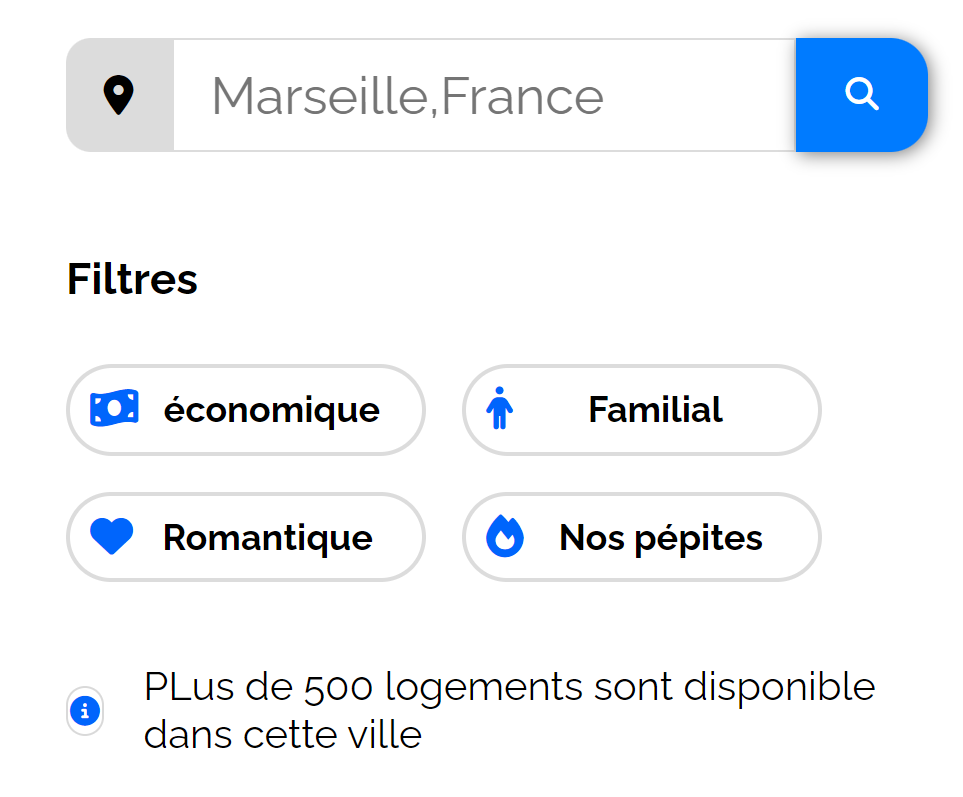 Marseille,France
Filtres
économique
Familial
Romantique
Nos pépites
PLus de 500 logements sont disponible
dans cette ville